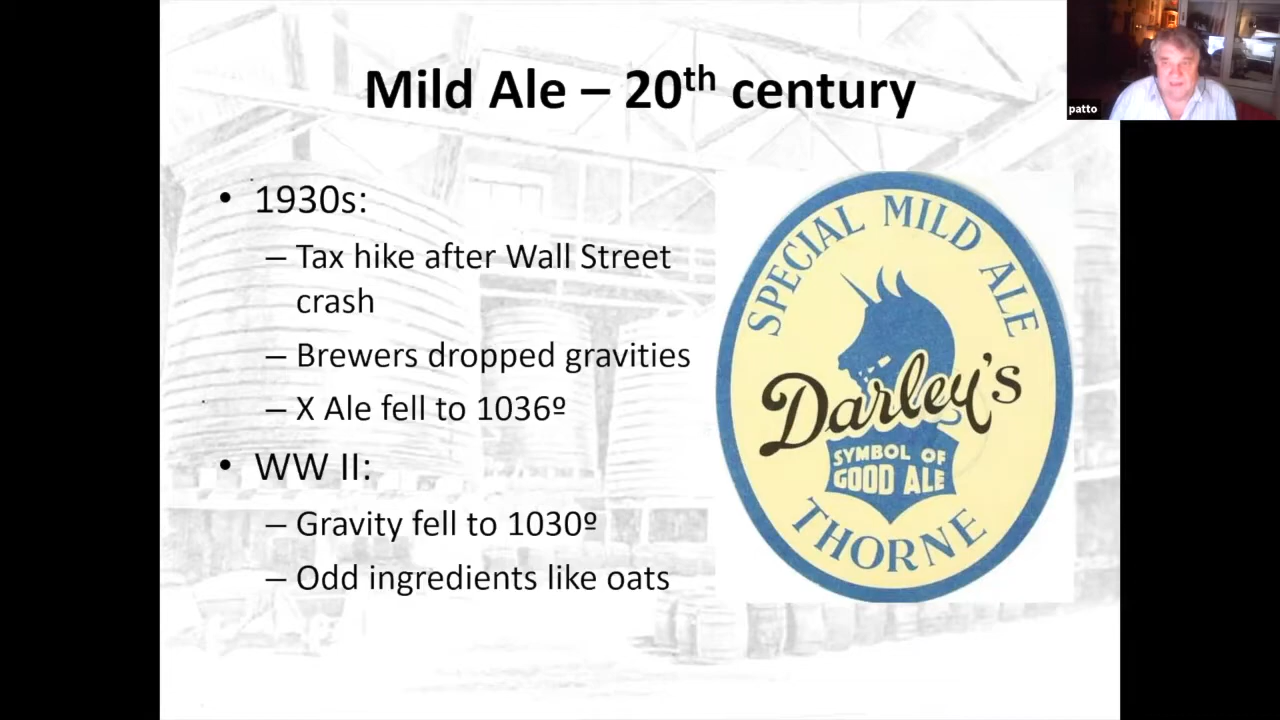 Mild Ale – 20th century
patto
• 1930s:
– Tax hike after Wall Street
crash
– Brewers dropped gravities
– X Ale fell to 1036º
• WW II:
– Gravity fell to 1030º
– Odd ingredients like oats
SPECIAL MILD ALE
Darley's
SYMBOL OF
GOOD ALE
THORNE